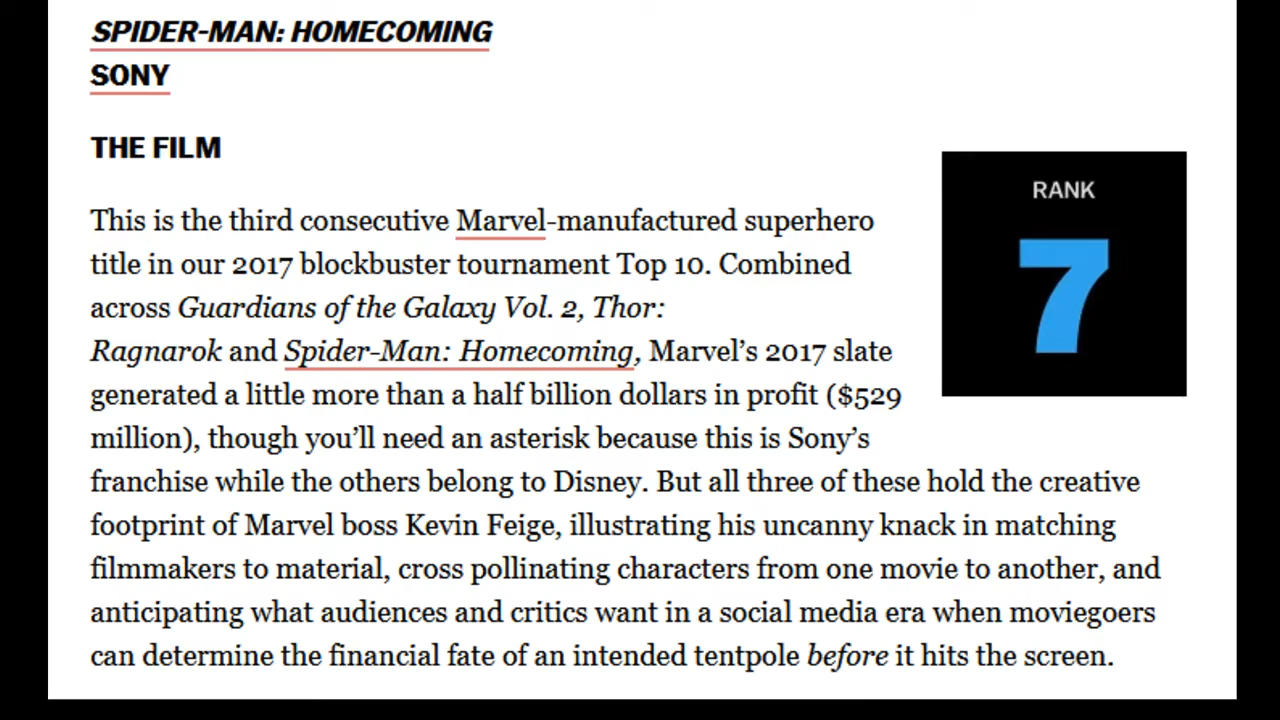 SPIDER-MAN: HOMECOMING
SONY
THE FILM
RANK
7
This is the third consecutive Marvel-manufactured superhero
title in our 2017 blockbuster tournament Top 10. Combined
across Guardians of the Galaxy Vol. 2, Thor:
Ragnarok and Spider-Man: Homecoming, Marvel’s 2017 slate
generated a little more than a half billion dollars in profit ($529
million), though you’ll need an asterisk because this is Sony’s
franchise while the others belong to Disney. But all three of these hold the creative
footprint of Marvel boss Kevin Feige, illustrating his uncanny knack in matching
filmmakers to material, cross pollinating characters from one movie to another, and
anticipating what audiences and critics want in a social media era when moviegoers
can determine the financial fate of an intended tentpole before it hits the screen.